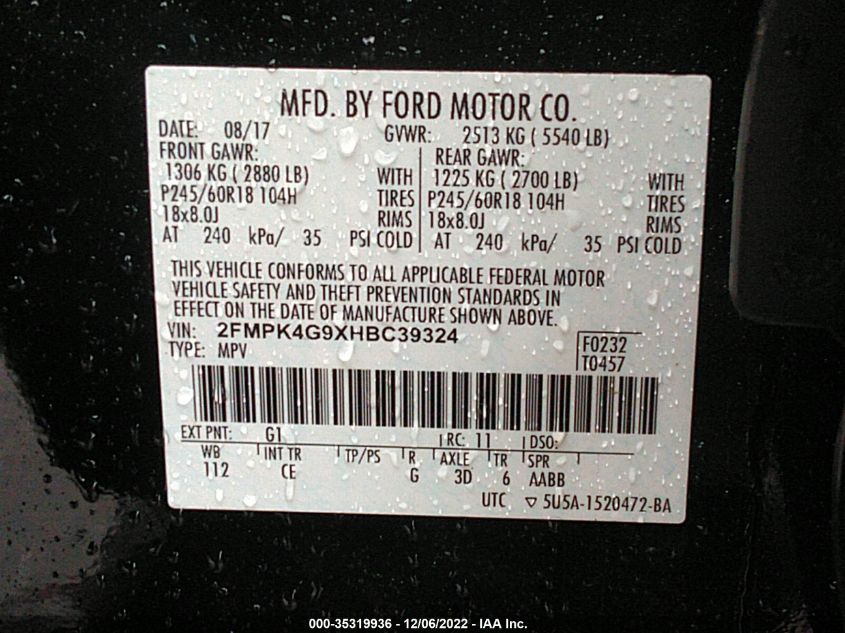 MFD. BY FORD MOTOR CO.
DATE: 08/17 GVWR: 2513 KG ( 5540 LB)
FRONT GAWR: REAR GAWR:
1306 KG ( 2880 LB) WITH 1225 KG ( 2700 LB) WITH
P245/60R18 104H TIRES P245/60R18 104H TIRES
18x8.0J RIMS 18x8.0J RIMS
AT 240 kPa/ 35 PSI COLD AT 240 kPa/ 35 PSI COLD
THIS VEHICLE CONFORMS TO ALL APPLICABLE FEDERAL MOTOR
VEHICLE SAFETY AND THEFT PREVENTION STANDARDS IN
EFFECT ON THE DATE OF MANUFACTURE SHOWN ABOVE.
VIN: 2FMPK4G9XHBC39324 F0232
TYPE: MPV T0457
EXT PNT: G1 RC: 11 DSO:
WB INT TR TP/PS R AXLE TR SPR
112 CE G 3D 6 AABB
UTC ▽ 5U5A-1520472-BA
000-35319936 - 12/06/2022 - IAA Inc.